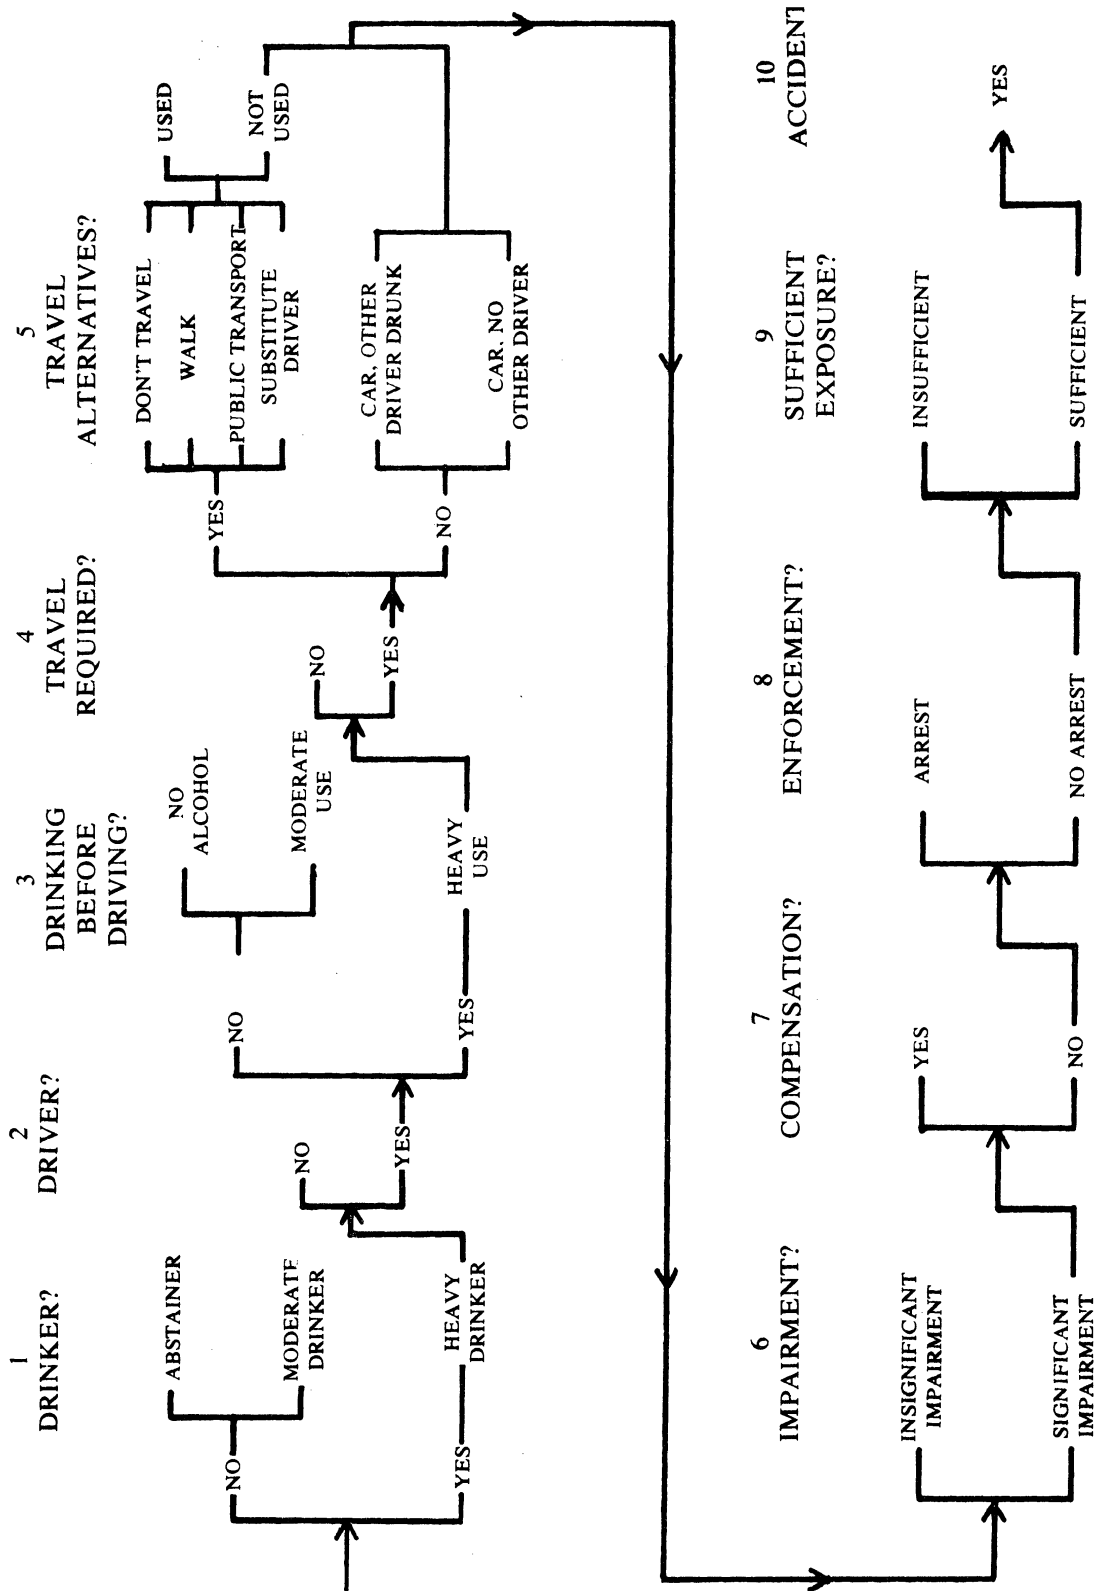 1
DRINKER?
NO
ABSTAINER
MODERATE
DRINKER
YES
HEAVY
DRINKER
2
DRIVER?
NO
YES
NO
YES
3
DRINKING
BEFORE
DRIVING?
NO
ALCOHOL
MODERATE
USE
HEAVY
USE
4
TRAVEL
REQUIRED?
NO
YES
YES
NO
5
TRAVEL
ALTERNATIVES?
DON'T TRAVEL
WALK
PUBLIC TRANSPORT
SUBSTITUTE
DRIVER
CAR, OTHER
DRIVER DRUNK
CAR, NO
OTHER DRIVER
USED
NOT
USED
6
IMPAIRMENT?
INSIGNIFICANT
IMPAIRMENT
SIGNIFICANT
IMPAIRMENT
7
COMPENSATION?
YES
NO
8
ENFORCEMENT?
ARREST
NO ARREST
9
SUFFICIENT
EXPOSURE?
INSUFFICIENT
SUFFICIENT
10
ACCIDENT
YES